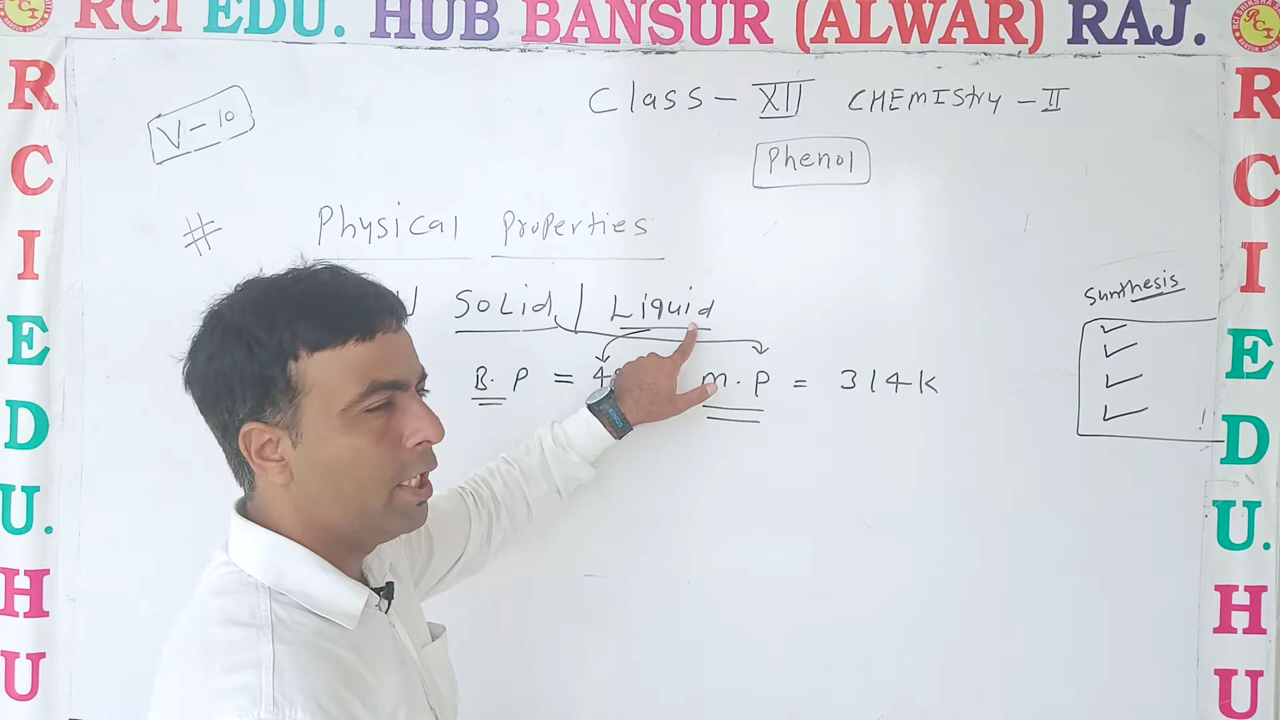 RCI EDU. HUB BANSUR (ALWAR) RAJ.
Class - XII CHEMIStry - II
V-10
Phenol
# Physical Properties
Solid / Liquid
B. P = 4
m. P = 314K
Synthesis
R
C
I
E
D
U.
H
U
R
C
I
E
D
U.
H
U